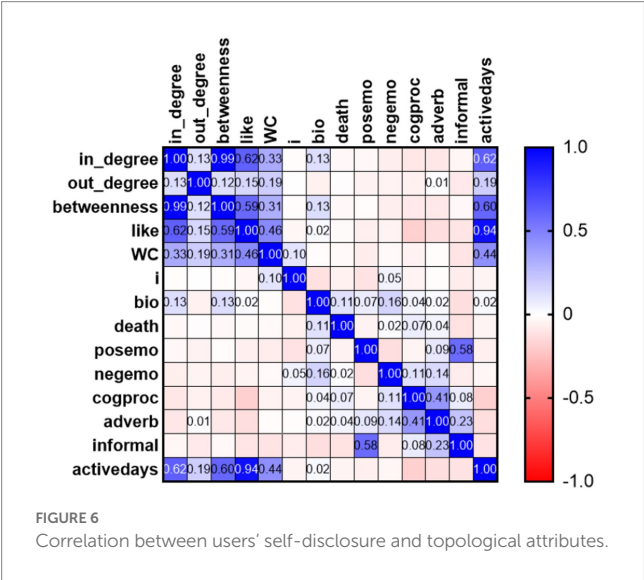 in_degree out_degree betweenness like WC i bio death posemo negemo cogproc adverb informal activedays
in_degree 1.00 0.13 0.99 0.62 0.33 0.13 0.62
out_degree 0.13 1.00 0.12 0.15 0.19 0.01 0.19
betweenness 0.99 0.12 1.00 0.59 0.31 0.13 0.60
like 0.62 0.15 0.59 1.00 0.46 0.02 0.94
WC 0.33 0.19 0.31 0.46 1.00 0.10 0.44
i 0.10 1.00 0.05
bio 0.13 0.13 0.02 1.00 0.11 0.07 0.16 0.04 0.02 0.02
death 0.11 1.00 0.02 0.07 0.04
posemo 0.07 1.00 0.09 0.58
negemo 0.05 0.16 0.02 1.00 0.11 0.14
cogproc 0.04 0.07 0.11 1.00 0.41 0.08
adverb 0.01 0.02 0.04 0.09 0.14 0.41 1.00 0.23
informal 0.58 0.08 0.23 1.00
activedays 0.62 0.19 0.60 0.94 0.44 0.02 1.00
1.0
0.5
0
-0.5
-1.0
FIGURE 6
Correlation between users' self-disclosure and topological attributes.